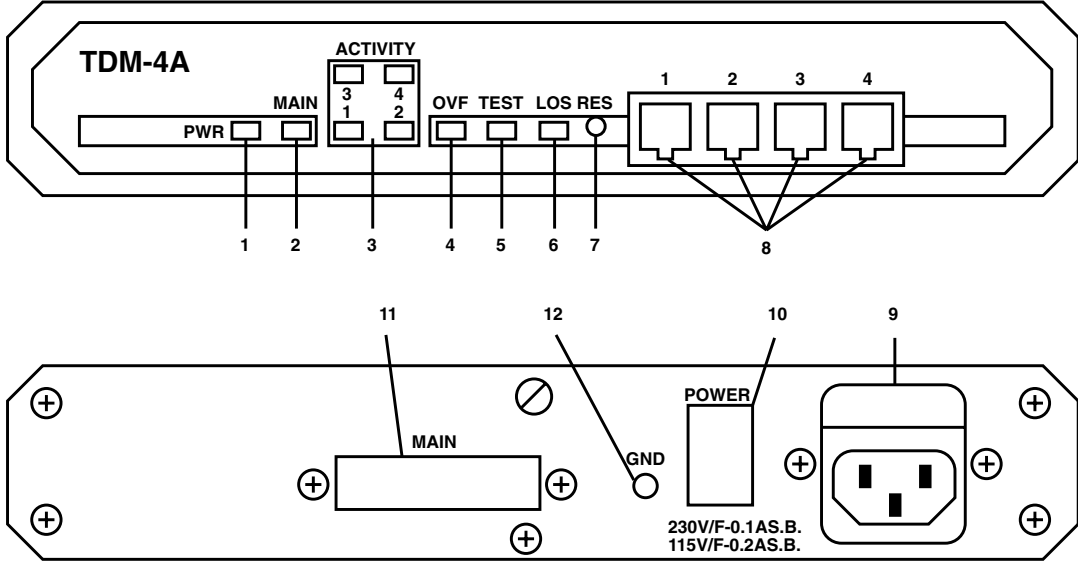 TDM-4A
ACTIVITY
3 4
1 2
MAIN
PWR
OVF TEST LOS RES
1 2 3 4
1 2 3 4 5 6 7 8
11 12 10 9
POWER
MAIN
GND
230V/F-0.1AS.B.
115V/F-0.2AS.B.